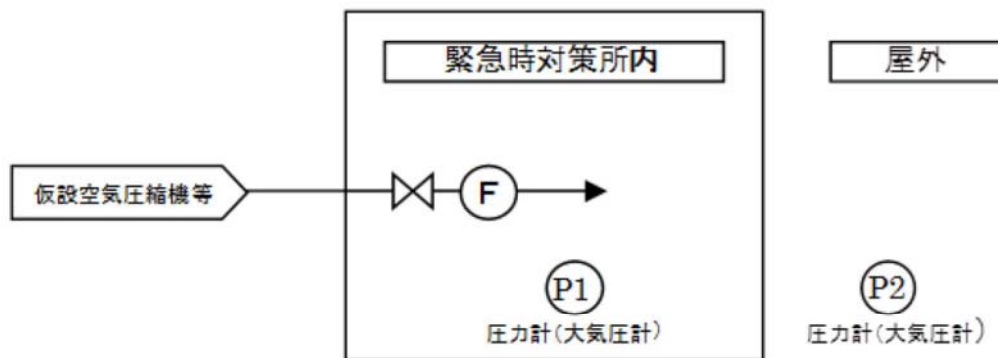 緊急時対策所内
屋外
仮設空気圧縮機等
F
P1
P2
圧力計(大気圧計)
圧力計(大気圧計)